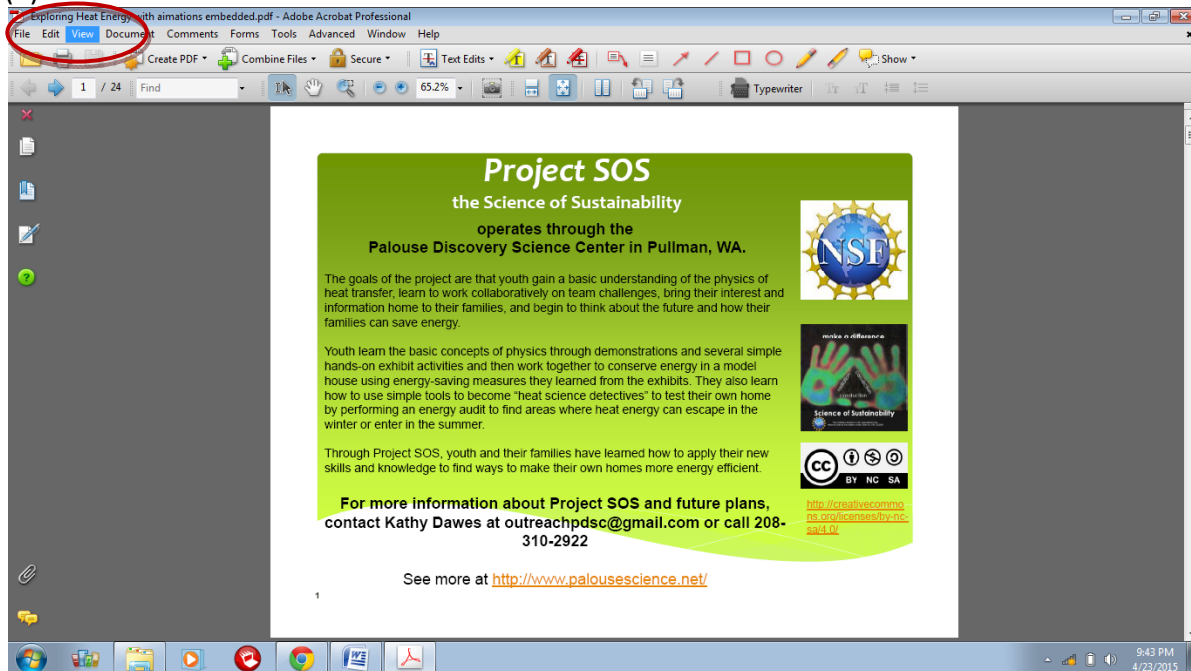 Exploring Heat Energy with aimations embedded.pdf - Adobe Acrobat Professional
File Edit View Document Comments Forms Tools Advanced Window Help
Create PDF Combine Files Secure Text Edits T T Show
1 / 24 Find 65.2% Typewriter
Project SOS
the Science of Sustainability
operates through the
Palouse Discovery Science Center in Pullman, WA.
NSF
The goals of the project are that youth gain a basic understanding of the physics of
heat transfer, learn to work collaboratively on team challenges, bring their interest and
information home to their families, and begin to think about the future and how their
families can save energy.
Youth learn the basic concepts of physics through demonstrations and several simple
hands-on exhibit activities and then work together to conserve energy in a model
house using energy-saving measures they learned from the exhibits. They also learn
how to use simple tools to become “heat science detectives” to test their own home
by performing an energy audit to find areas where heat energy can escape in the
winter or enter in the summer.
make a difference
conduction
Science of Sustainability
Through Project SOS, youth and their families have learned how to apply their new
skills and knowledge to find ways to make their own homes more energy efficient.
cc
BY NC SA
For more information about Project SOS and future plans,
contact Kathy Dawes at outreachpdsc@gmail.com or call 208-
310-2922
http://creativecommo
ns.org/licenses/by-nc-
sa/4.0/
See more at http://www.palousescience.net/
1
9:43 PM
4/23/2015